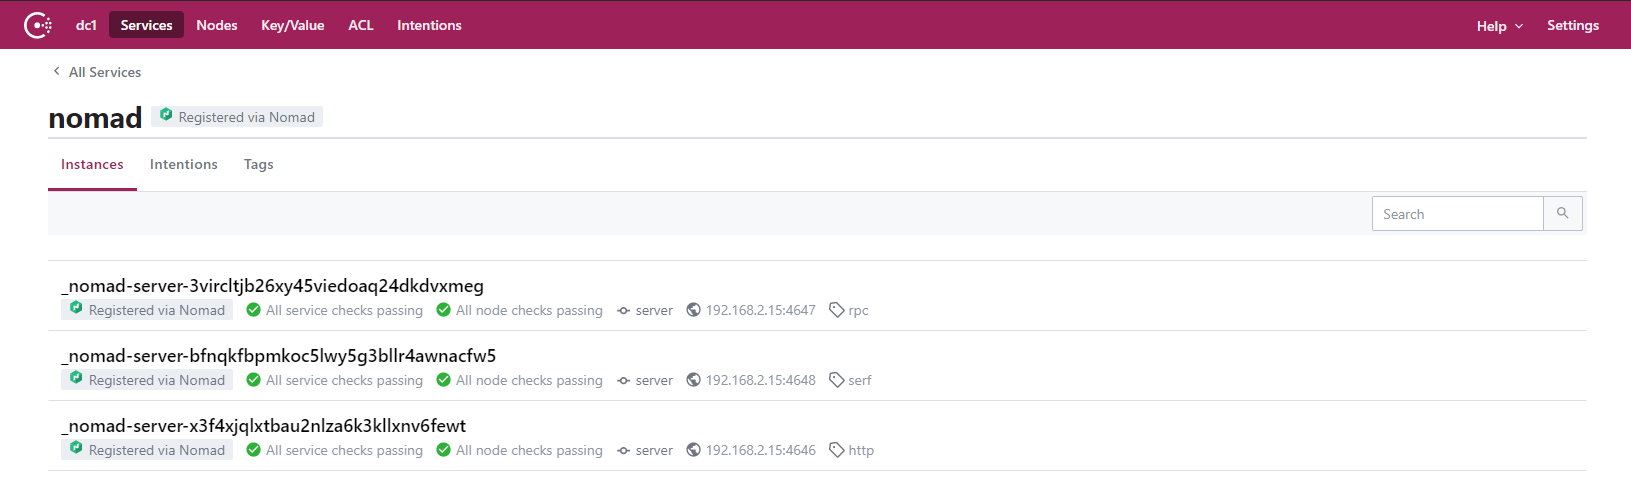 dc1 Services Nodes Key/Value ACL Intentions Help Settings
All Services
nomad Registered via Nomad
Instances Intentions Tags
Search
_nomad-server-3vircltjb26xy45viedoaq24dkdvxmeg
Registered via Nomad All service checks passing All node checks passing server 192.168.2.15:4647 rpc
_nomad-server-bfnqkfbpmkoc5lwy5g3bllr4awnacfw5
Registered via Nomad All service checks passing All node checks passing server 192.168.2.15:4648 serf
_nomad-server-x3f4xjqlxtbau2nlza6k3kllxnv6fewt
Registered via Nomad All service checks passing All node checks passing server 192.168.2.15:4646 http